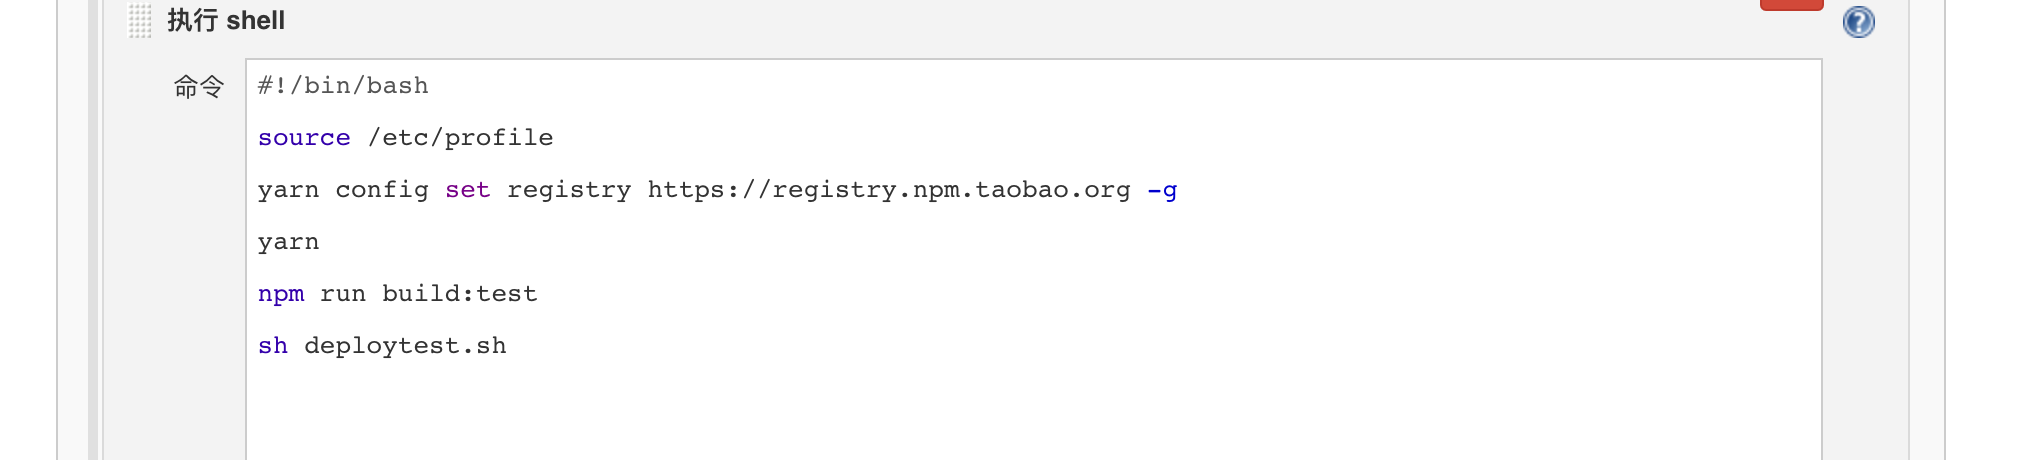 执行 shell
命令
#!/bin/bash
source /etc/profile
yarn config set registry https://registry.npm.taobao.org -g
yarn
npm run build:test
sh deploytest.sh